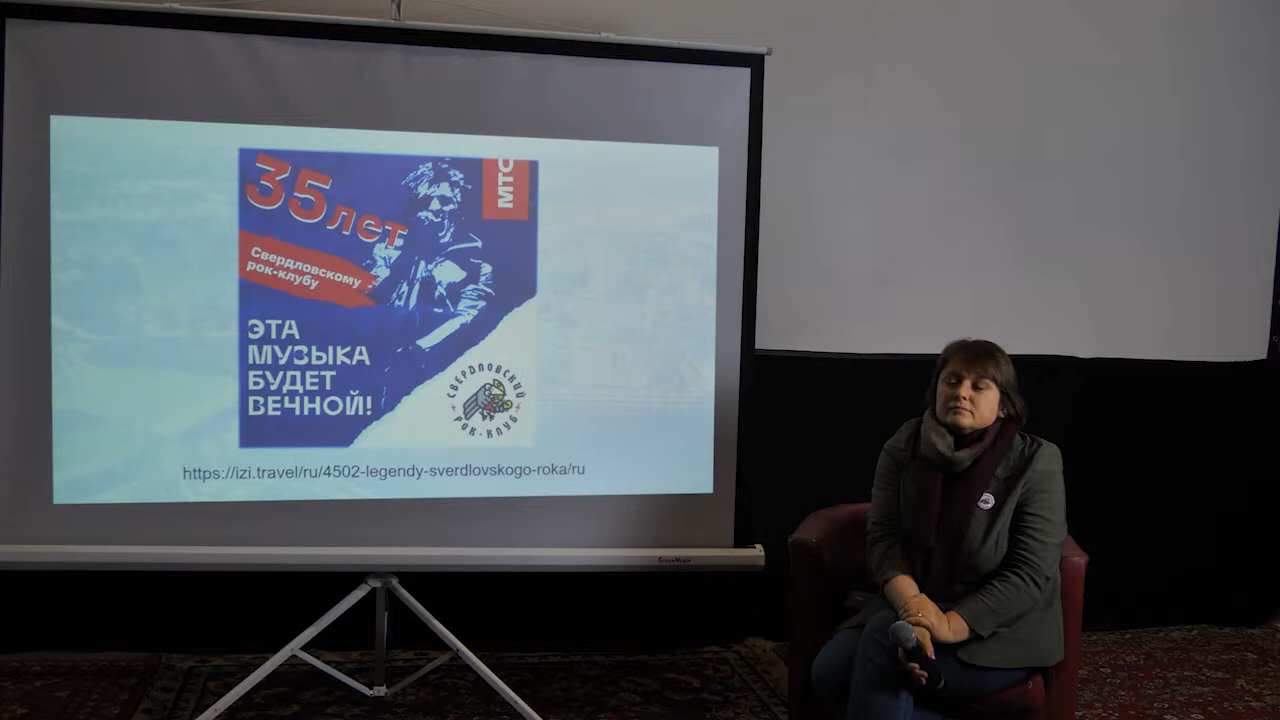 35лет
МТС
Свердловскому
рок-клубу
ЭТА
МУЗЫКА
БУДЕТ
ВЕЧНОЙ!
СВЕРДЛОВСКИЙ
РОК-КЛУБ
https://izi.travel/ru/4502-legendy-sverdlovskogo-roka/ru